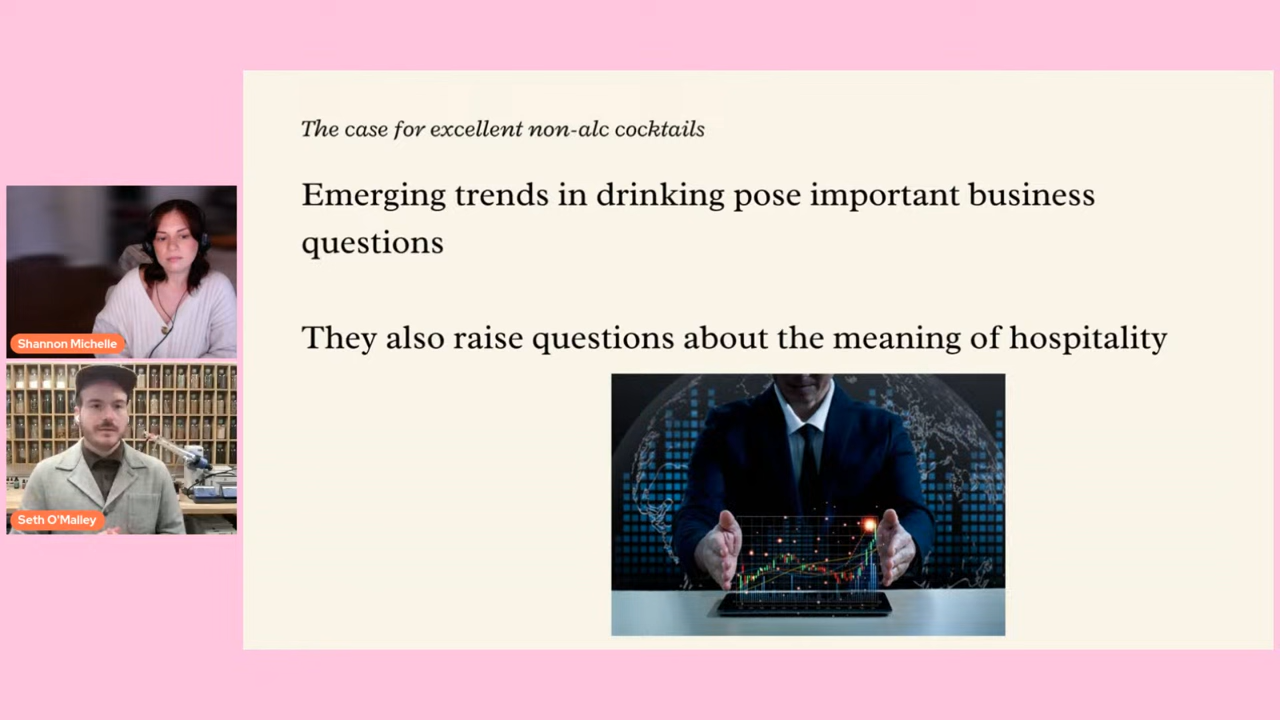 The case for excellent non-alc cocktails
Emerging trends in drinking pose important business
questions
They also raise questions about the meaning of hospitality
Shannon Michelle
Seth O'Malley